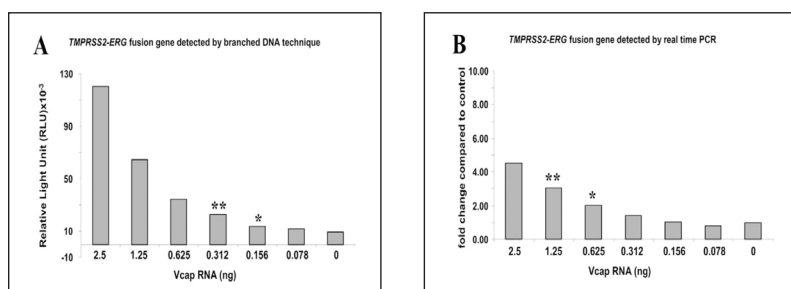 A
TMPRSS2-ERG fusion gene detected by branched DNA technique
Relative Light Unit (RLU)x10-3
130
90
50
10
-10
**
*
2.5 1.25 0.625 0.312 0.156 0.078 0
Vcap RNA (ng)
B
TMPRSS2-ERG fusion gene detected by real time PCR
fold change compared to control
10.00
8.00
6.00
4.00
2.00
0.00
**
*
2.5 1.25 0.625 0.312 0.156 0.078 0
Vcap RNA (ng)